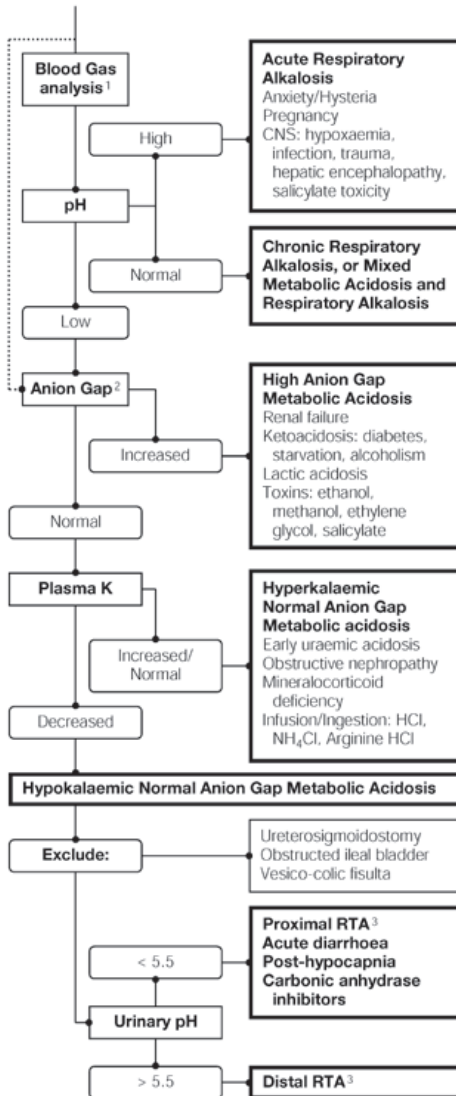 Blood Gas
analysis¹
High
Acute Respiratory
Alkalosis
Anxiety/Hysteria
Pregnancy
CNS: hypoxaemia,
infection, trauma,
hepatic encephalopathy,
salicylate toxicity
pH
Normal
Chronic Respiratory
Alkalosis, or Mixed
Metabolic Acidosis and
Respiratory Alkalosis
Low
Anion Gap²
Increased
High Anion Gap
Metabolic Acidosis
Renal failure
Ketoacidosis: diabetes,
starvation, alcoholism
Lactic acidosis
Toxins: ethanol,
methanol, ethylene
glycol, salicylate
Normal
Plasma K
Increased/
Normal
Hyperkalaemic
Normal Anion Gap
Metabolic acidosis
Early uraemic acidosis
Obstructive nephropathy
Mineralocorticoid
deficiency
Infusion/Ingestion: HCl,
NH₄Cl, Arginine HCl
Decreased
Hypokalaemic Normal Anion Gap Metabolic Acidosis
Exclude:
Ureterosigmoidostomy
Obstructed ileal bladder
Vesico-colic fisulta
< 5.5
Proximal RTA³
Acute diarrhoea
Post-hypocapnia
Carbonic anhydrase
inhibitors
Urinary pH
> 5.5
Distal RTA³